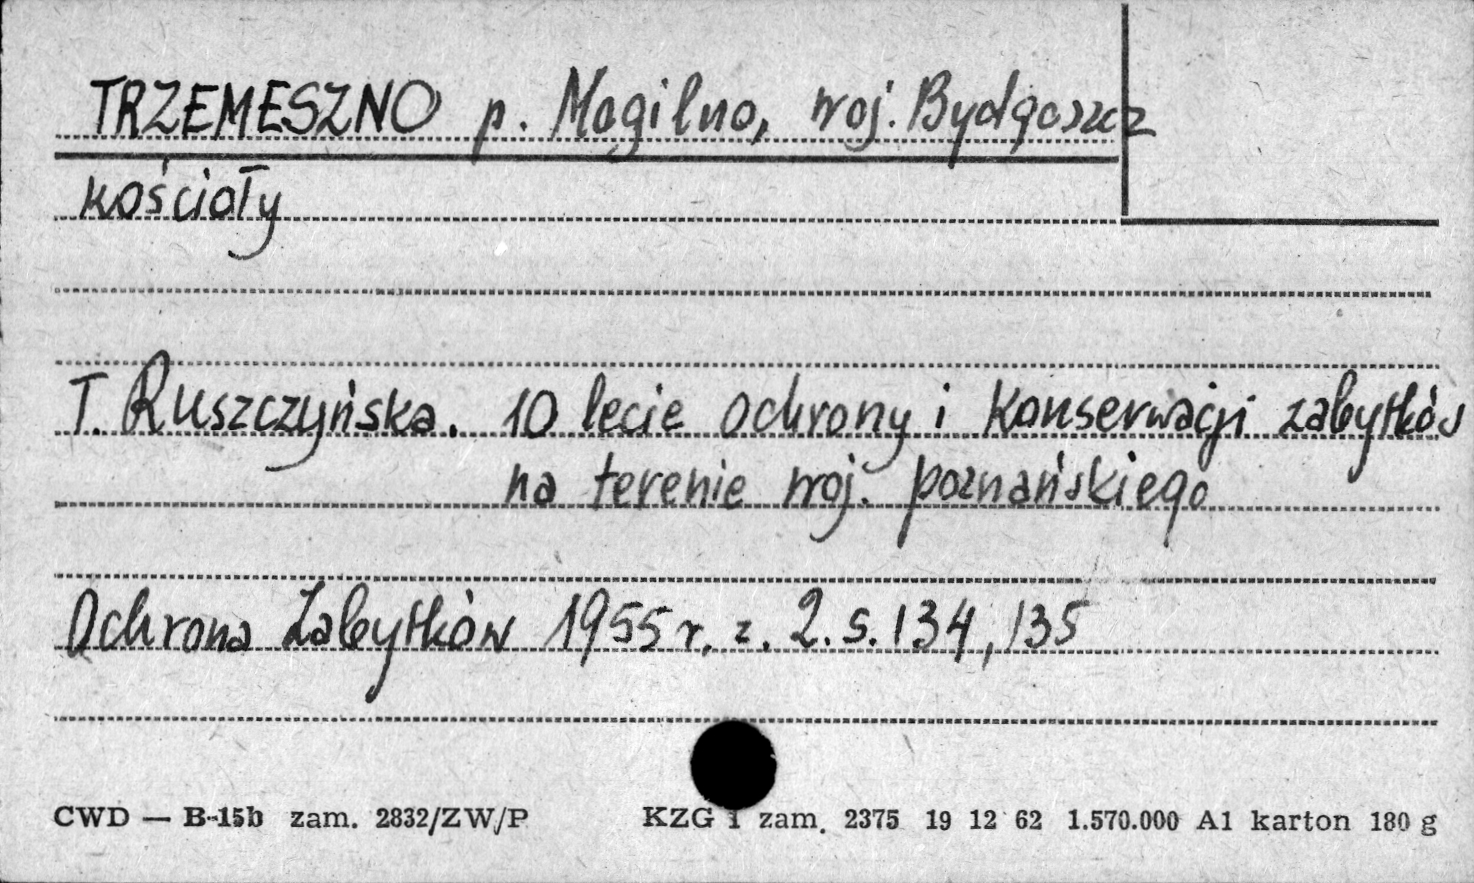 TRZEMESZNO p. Mogilno, woj. Bydgoszcz
kościoły
T. Ruszczyńska. 10 lecie ochrony i konserwacji zabytków
na terenie woj. poznańskiego
Ochrona Zabytków 1955 r. z. 2. s. 134, 135
CWD — B-15b zam. 2832/ZW/P KZG 1 zam. 2375 19 12 62 1.570.000 A1 karton 180 g